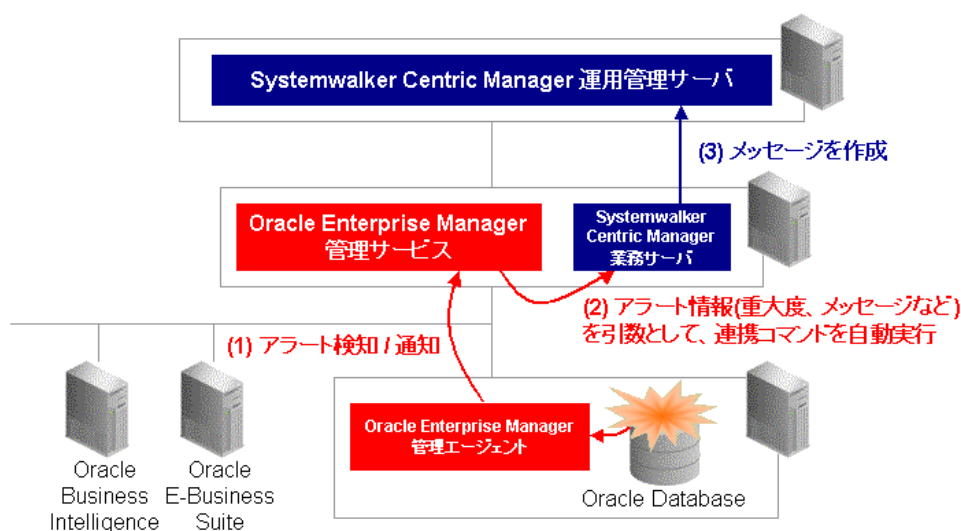 Systemwalker Centric Manager 運用管理サーバ
(3) メッセージを作成
Oracle Enterprise Manager
管理サービス
Systemwalker
Centric Manager
業務サーバ
(2) アラート情報(重大度、メッセージなど)
を引数として、連携コマンドを自動実行
(1) アラート検知 / 通知
Oracle Enterprise Manager
管理エージェント
Oracle Database
Oracle
Business
Intelligence
Oracle
E-Business
Suite